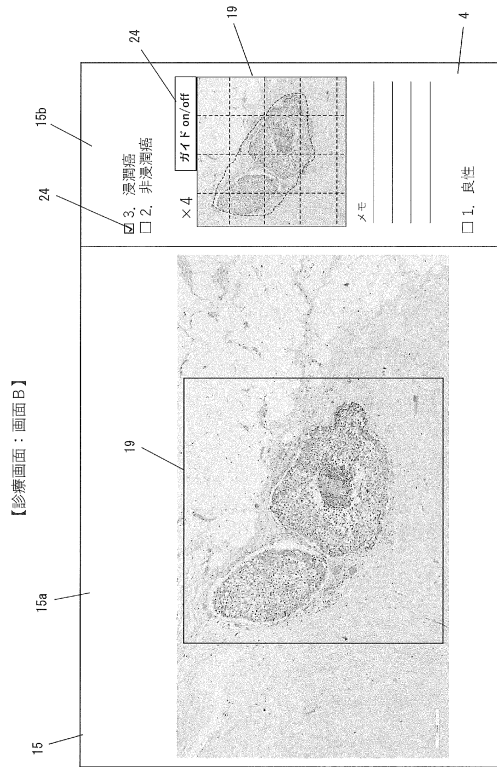 【診療画面：画面B】
15
15a
15b
24
24
19
19
4
☑ 3. 浸潤癌
□ 2. 非浸潤癌
ガイド on/off
×4
メモ
□ 1. 良性